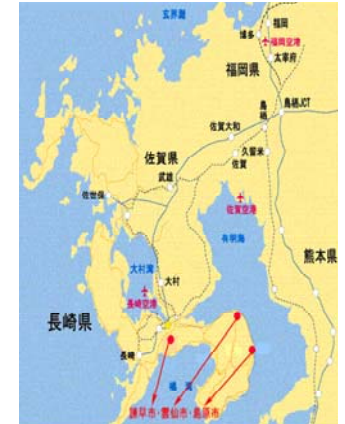 玄界灘
福岡
博多
福岡空港
太宰府
福岡県
鳥栖
鳥栖JCT
佐賀大和
久留米
佐賀県
佐賀
武雄
佐世保
佐賀空港
有明海
熊本県
大村湾
大村
長崎空港
長崎県
長崎
橘湾
諫早市・雲仙市・島原市